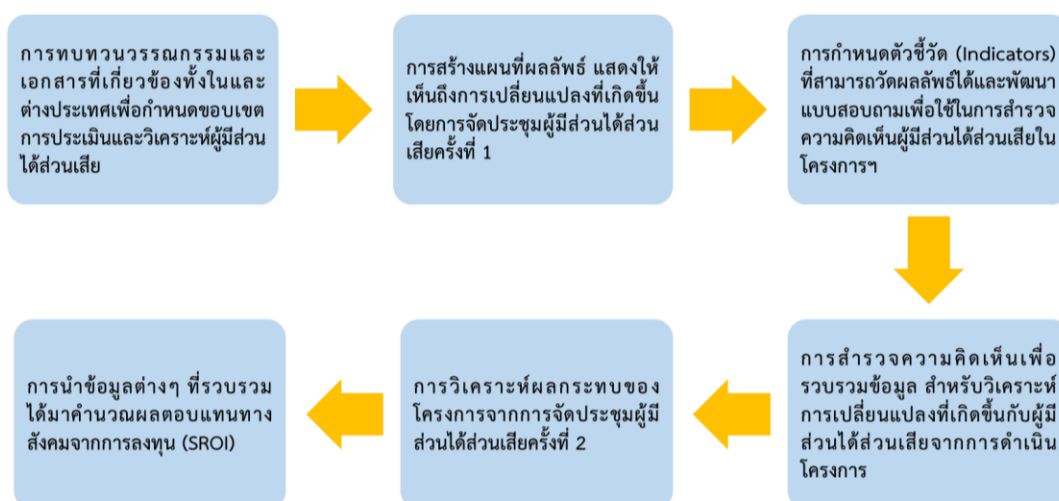 การทบทวนวรรณกรรมและ
เอกสารที่เกี่ยวข้องทั้งในและ
ต่างประเทศเพื่อกำหนดขอบเขต
การประเมินและวิเคราะห์ผู้มีส่วน
ได้ส่วนเสีย
การสร้างแผนที่ผลลัพธ์ แสดงให้
เห็นถึงการเปลี่ยนแปลงที่เกิดขึ้น
โดยการจัดประชุมผู้มีส่วนได้ส่วน
เสียครั้งที่ 1
การกำหนดตัวชี้วัด (Indicators)
ที่สามารถวัดผลลัพธ์ได้และพัฒนา
แบบสอบถามเพื่อใช้ในการสำรวจ
ความคิดเห็นผู้มีส่วนได้ส่วนเสียใน
โครงการฯ
การสำรวจความคิดเห็นเพื่อ
รวบรวมข้อมูล สำหรับวิเคราะห์
การเปลี่ยนแปลงที่เกิดขึ้นกับผู้มี
ส่วนได้ส่วนเสียจากการดำเนิน
โครงการ
การวิเคราะห์ผลกระทบของ
โครงการจากการจัดประชุมผู้มี
ส่วนได้ส่วนเสียครั้งที่ 2
การนำข้อมูลต่างๆ ที่รวบรวม
ได้มาคำนวณผลตอบแทนทาง
สังคมจากการลงทุน (SROI)